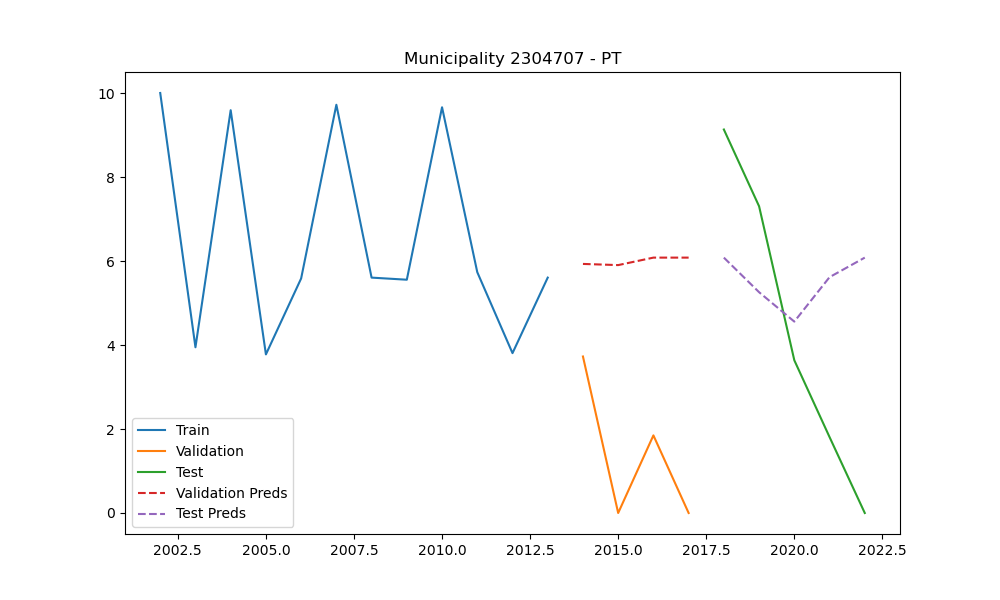 Municipality 2304707 - PT
10
8
6
4
2
0
Train
Validation
Test
Validation Preds
Test Preds
2002.5 2005.0 2007.5 2010.0 2012.5 2015.0 2017.5 2020.0 2022.5